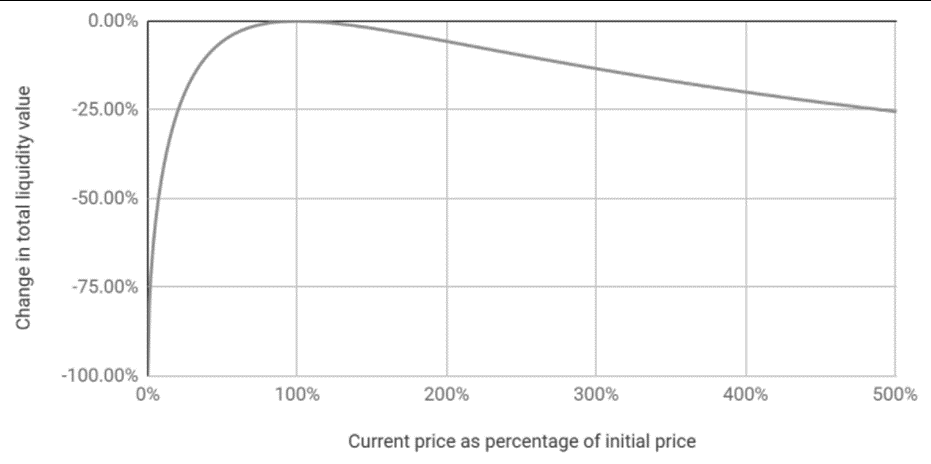 0.00%
-25.00%
-50.00%
-75.00%
-100.00%
Change in total liquidity value
0% 100% 200% 300% 400% 500%
Current price as percentage of initial price